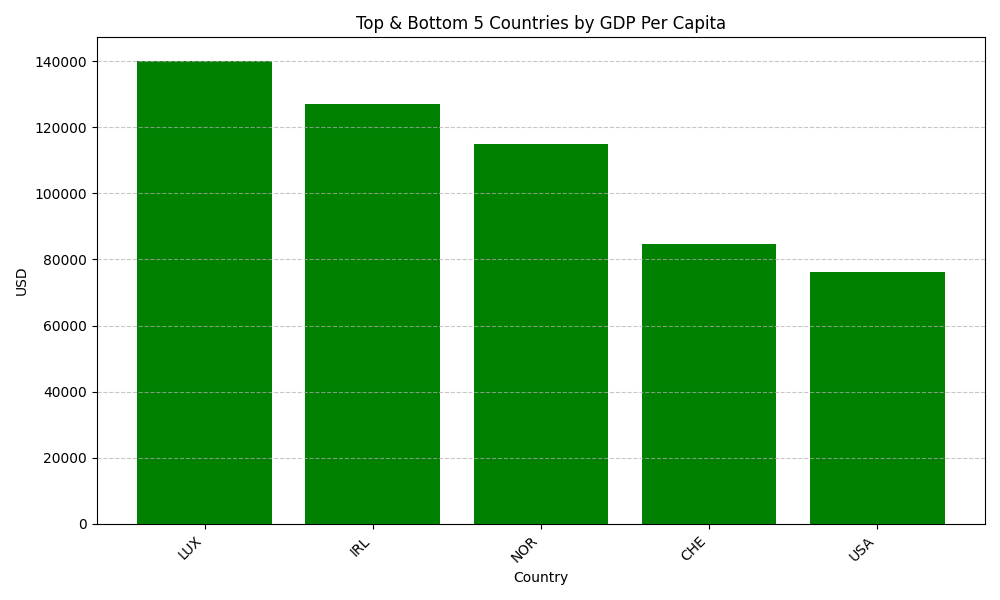 Top & Bottom 5 Countries by GDP Per Capita
140000
120000
100000
80000
60000
40000
20000
0
USD
LUX
IRL
NOR
CHE
USA
Country